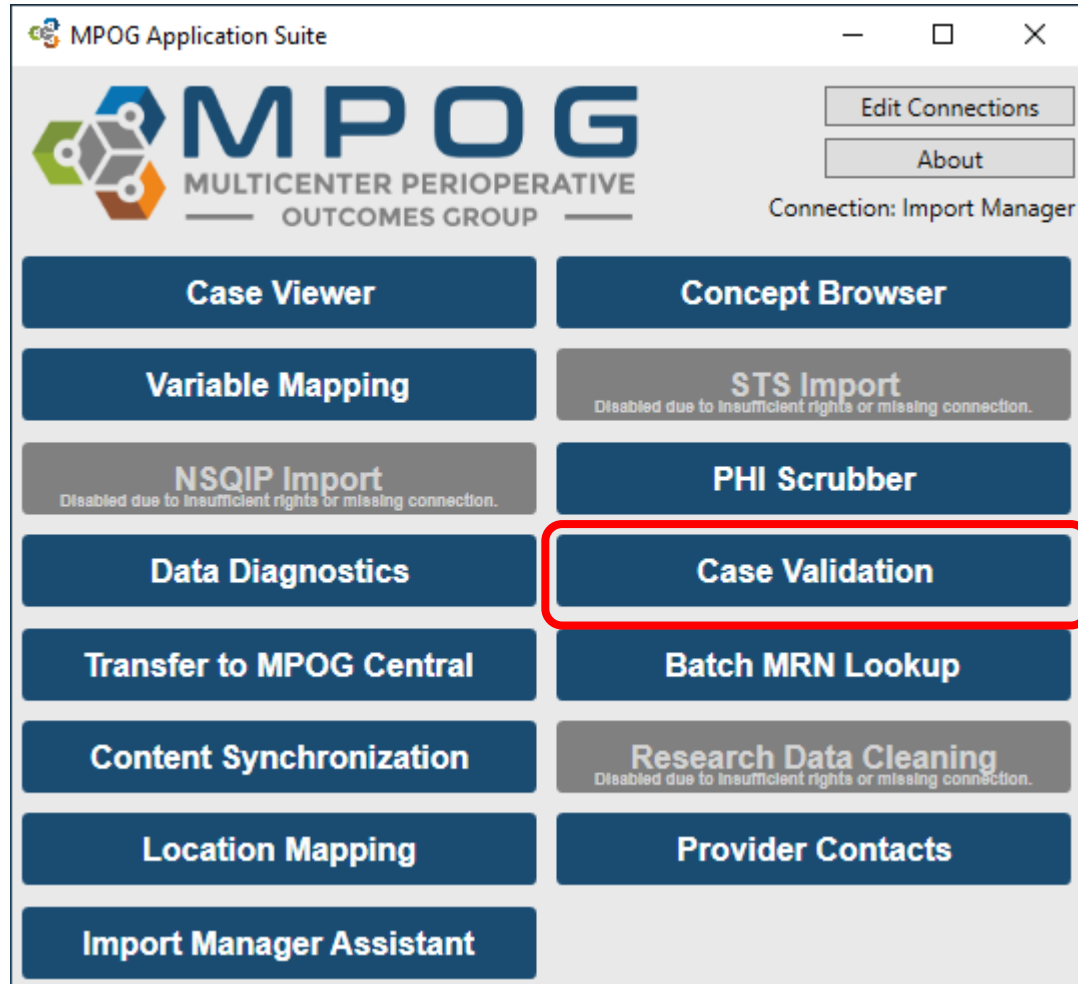 MPOG Application Suite
MPOG
MULTICENTER PERIOPERATIVE
OUTCOMES GROUP
Edit Connections
About
Connection: Import Manager
Case Viewer
Concept Browser
Variable Mapping
STS Import
Disabled due to insufficient rights or missing connection.
NSQIP Import
Disabled due to insufficient rights or missing connection.
PHI Scrubber
Data Diagnostics
Case Validation
Transfer to MPOG Central
Batch MRN Lookup
Content Synchronization
Research Data Cleaning
Disabled due to insufficient rights or missing connection.
Location Mapping
Provider Contacts
Import Manager Assistant